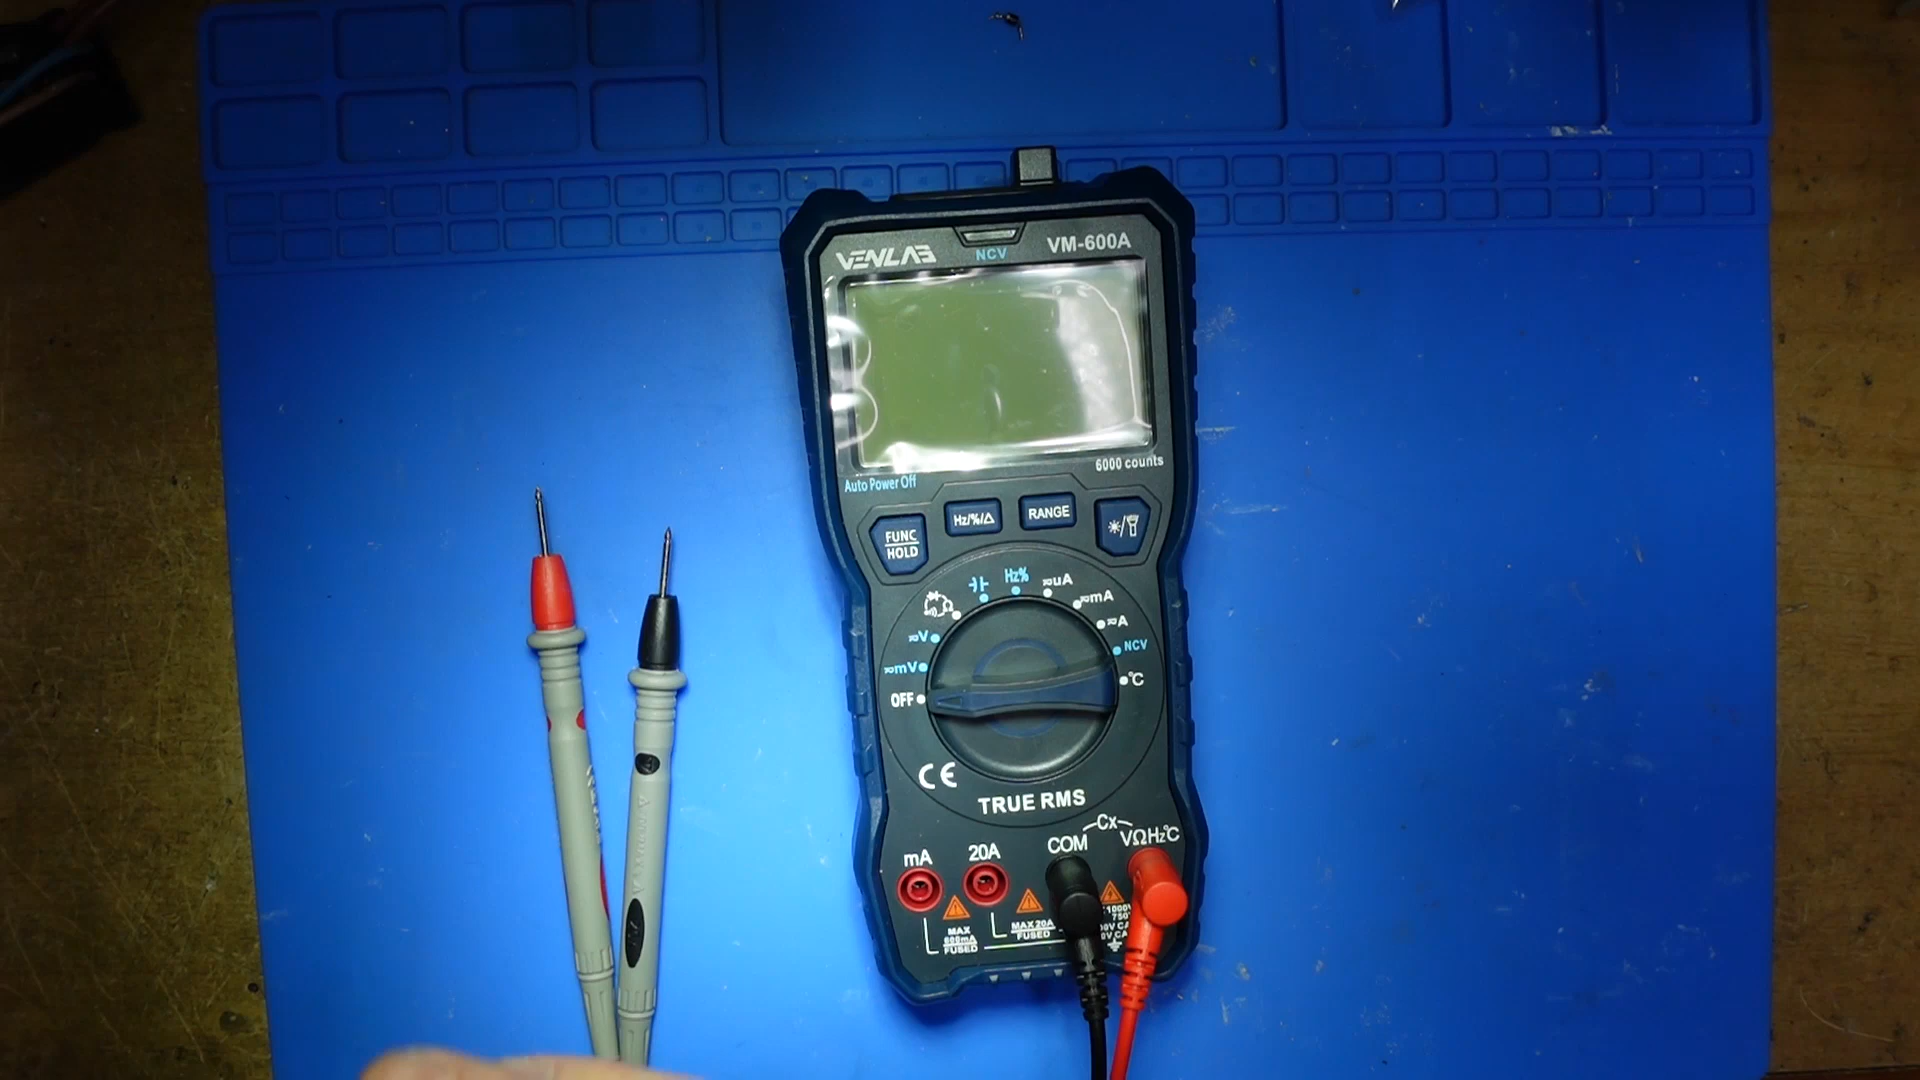 VENLAB
NCV
VM-600A
6000 counts
Auto Power Off
FUNC
HOLD
Hz/%/Δ
RANGE
Hz%
uA
mA
A
NCV
℃
V
mV
OFF
CE
TRUE RMS
mA
20A
COM
Cx
VΩHz℃
MAX
600mA
FUSED
MAX 20A
FUSED